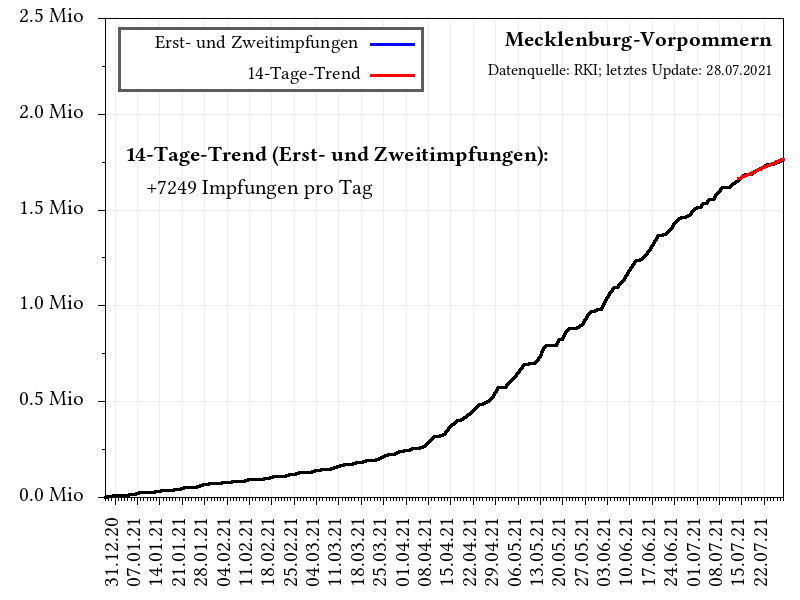 2.5 Mio
Erst- und Zweitimpfungen
14-Tage-Trend
Mecklenburg-Vorpommern
Datenquelle: RKI; letztes Update: 28.07.2021
2.0 Mio
14-Tage-Trend (Erst- und Zweitimpfungen):
+7249 Impfungen pro Tag
1.5 Mio
1.0 Mio
0.5 Mio
0.0 Mio
31.12.20
07.01.21
14.01.21
21.01.21
28.01.21
04.02.21
11.02.21
18.02.21
25.02.21
04.03.21
11.03.21
18.03.21
25.03.21
01.04.21
08.04.21
15.04.21
22.04.21
29.04.21
06.05.21
13.05.21
20.05.21
27.05.21
03.06.21
10.06.21
17.06.21
24.06.21
01.07.21
08.07.21
15.07.21
22.07.21